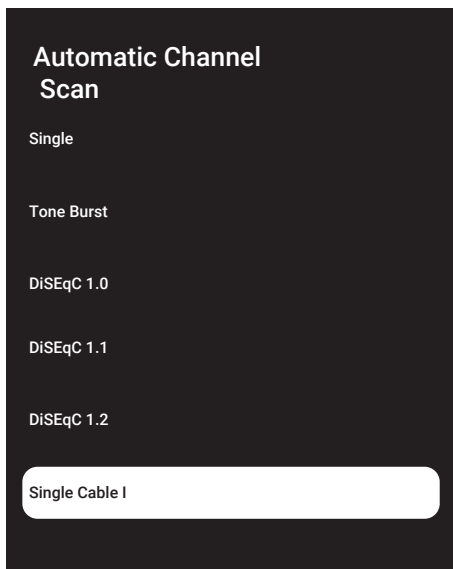 Automatic Channel
Scan
Single
Tone Burst
DiSEqC 1.0
DiSEqC 1.1
DiSEqC 1.2
Single Cable I